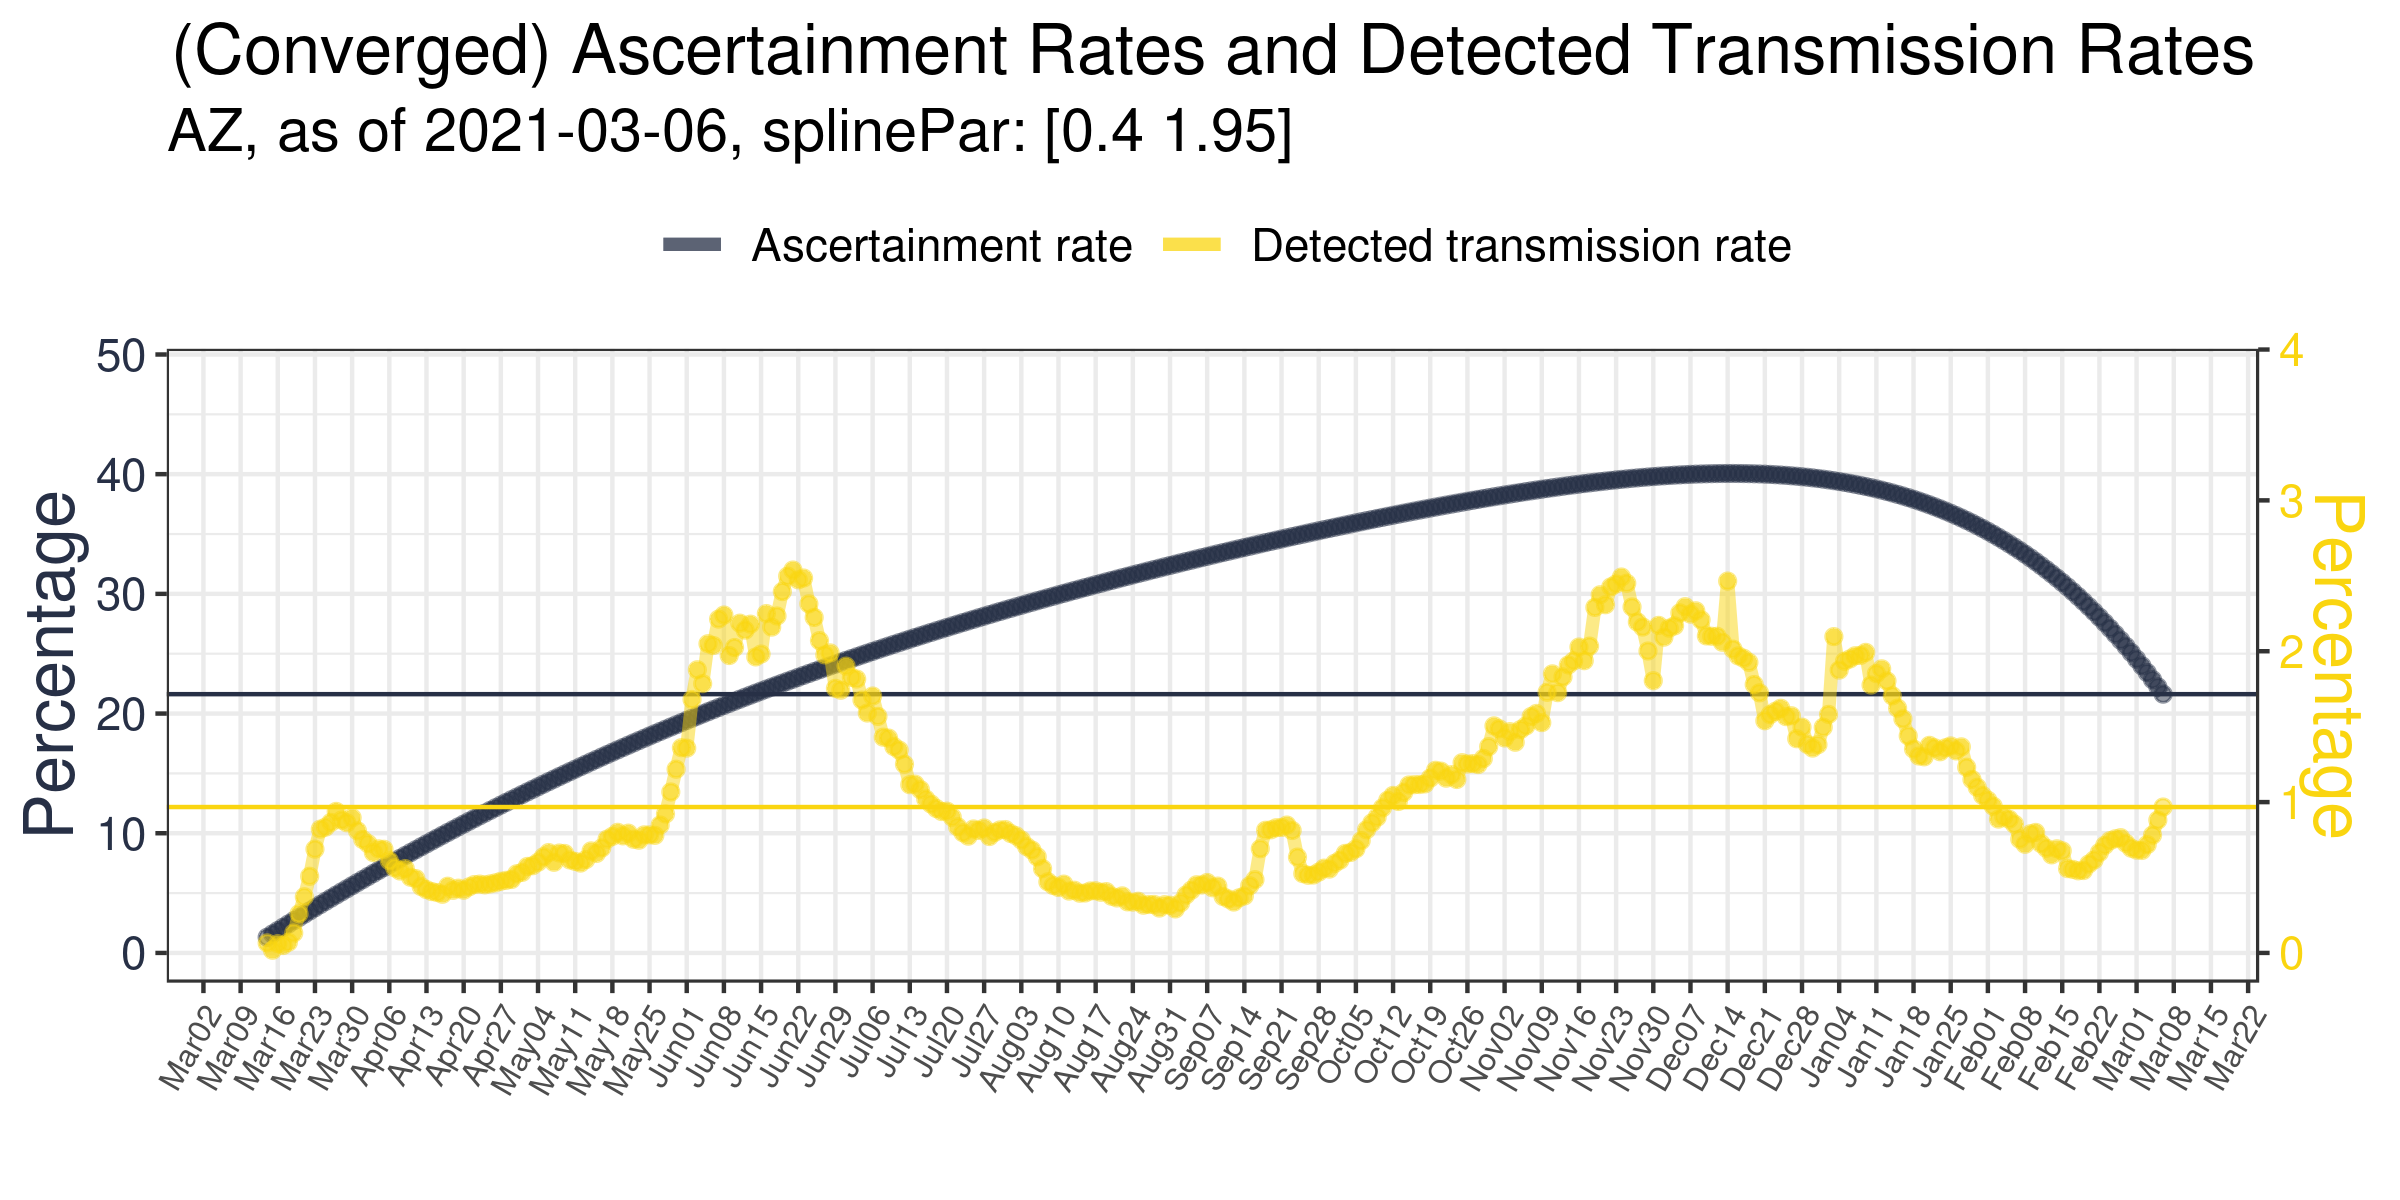 (Converged) Ascertainment Rates and Detected Transmission Rates
AZ, as of 2021-03-06, splinePar: [0.4 1.95]
Ascertainment rate Detected transmission rate
Percentage
50
40
30
20
10
0
4
3
2
1
0
Percentage
Mar02 Mar09 Mar16 Mar23 Mar30 Apr06 Apr13 Apr20 Apr27 May04 May11 May18 May25 Jun01 Jun08 Jun15 Jun22 Jun29 Jul06 Jul13 Jul20 Jul27 Aug03 Aug10 Aug17 Aug24 Aug31 Sep07 Sep14 Sep21 Sep28 Oct05 Oct12 Oct19 Oct26 Nov02 Nov09 Nov16 Nov23 Nov30 Dec07 Dec14 Dec21 Dec28 Jan04 Jan11 Jan18 Jan25 Feb01 Feb08 Feb15 Feb22 Mar01 Mar08 Mar15 Mar22